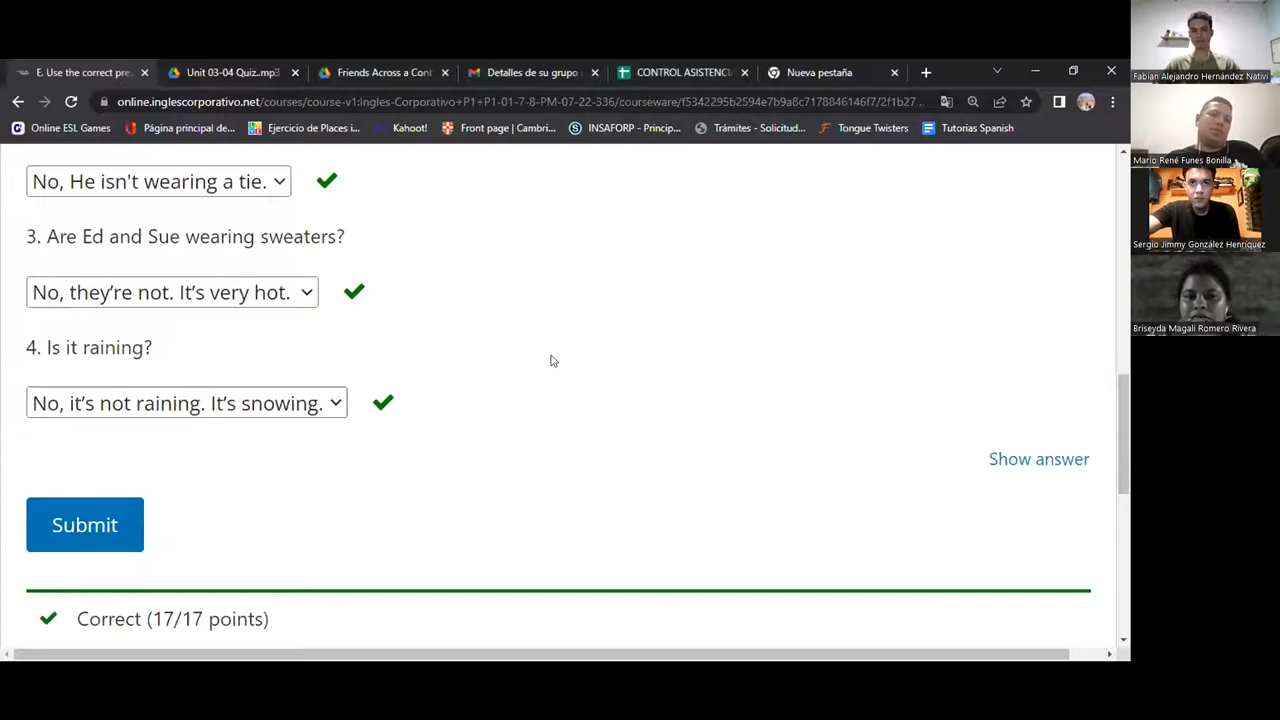 E. Use the correct pre
Unit 03-04 Quiz..mp3
Friends Across a Cont
Detalles de su grupo
CONTROL ASISTENCI
Nueva pestaña
online.inglescorporativo.net/courses/course-v1:Ingles-Corporativo+P1+P1-01-7-8-PM-07-22-336/courseware/f5342295b2594e7b9a8c7178846146f7/2f1b27...
Online ESL Games
Página principal de...
Ejercicio de Places i...
Kahoot!
Front page | Cambri...
INSAFORP - Princip...
Trámites - Solicitud...
Tongue Twisters
Tutorias Spanish
No, He isn't wearing a tie.
3. Are Ed and Sue wearing sweaters?
No, they’re not. It’s very hot.
4. Is it raining?
No, it’s not raining. It’s snowing.
Show answer
Submit
Correct (17/17 points)
Fabian Alejandro Hernández Nativi
Mario René Funes Bonilla
Sergio Jimmy González Henríquez
Briseyda Magali Romero Rivera